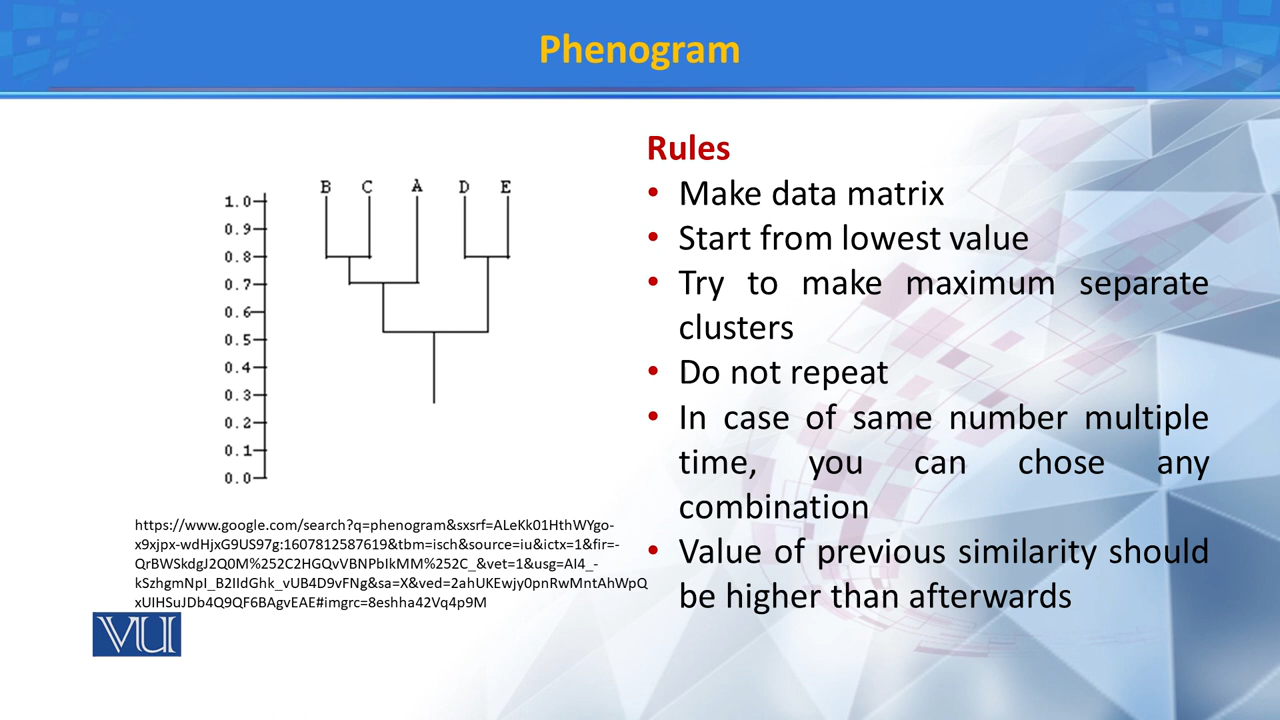 Phenogram
B C A D E
1.0
0.9
0.8
0.7
0.6
0.5
0.4
0.3
0.2
0.1
0.0
https://www.google.com/search?q=phenogram&sxsrf=ALeKk01HthWYgo-
x9xjpx-wdHjxG9US97g:1607812587619&tbm=isch&source=iu&ictx=1&fir=-
QrBWSkdgJ2Q0M%252C2HGQvVBNPbIkMM%252C_&vet=1&usg=AI4_-
kSzhgmNpI_B2IIdGhk_vUB4D9vFNg&sa=X&ved=2ahUKEwjy0pnRwMntAhWpQ
xUIHSuJDb4Q9QF6BAgvEAE#imgrc=8eshha42Vq4p9M
VU
Rules
• Make data matrix
• Start from lowest value
• Try to make maximum separate
clusters
• Do not repeat
• In case of same number multiple
time, you can chose any
combination
• Value of previous similarity should
be higher than afterwards